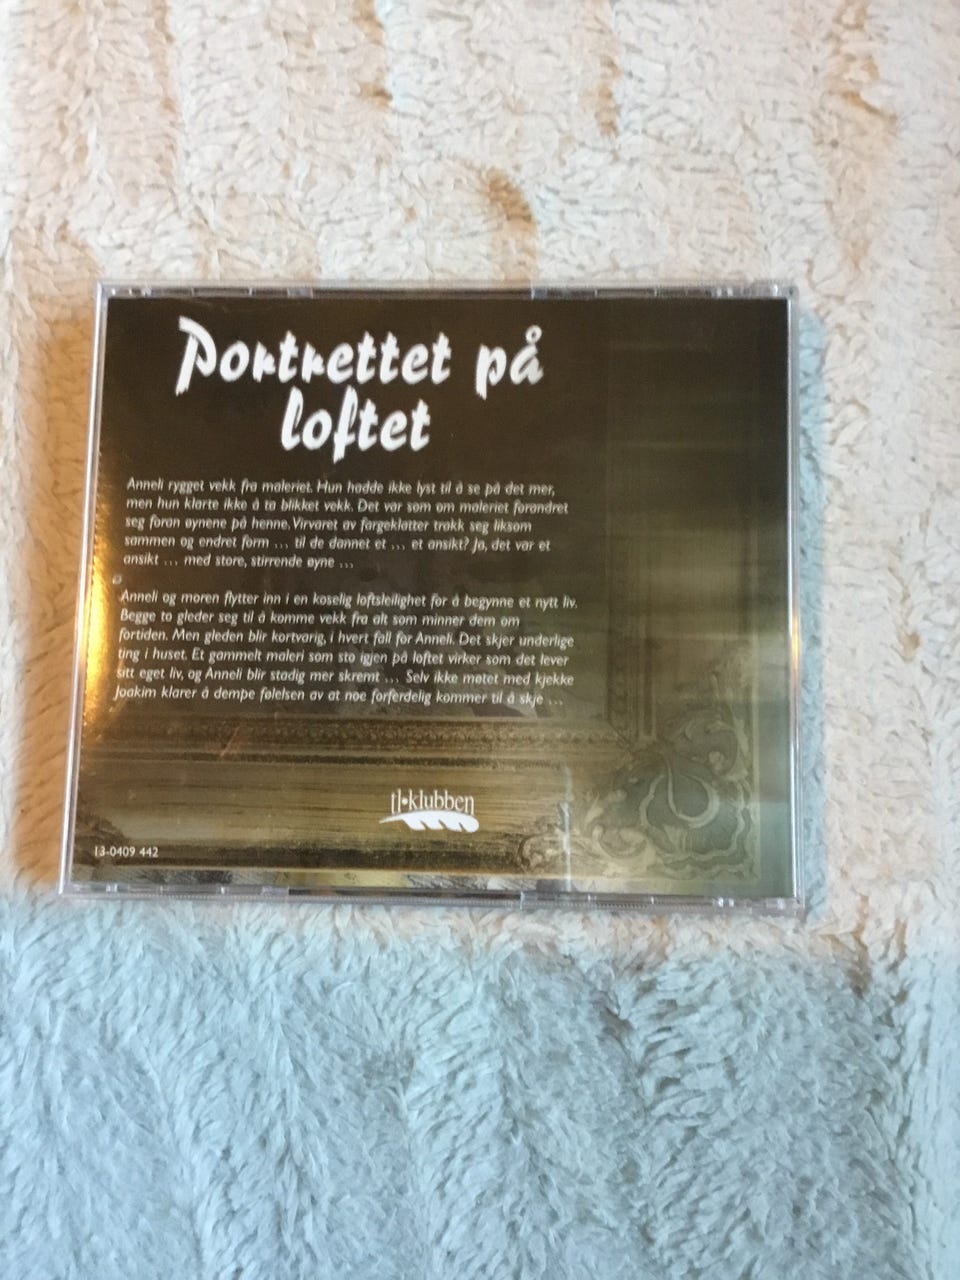 Portrettet på
loftet
Anneli rygget vekk fra maleriet. Hun hadde ikke lyst til å se på det mer,
men hun klarte ikke å ta blikket vekk. Det var som om maleriet forandret
seg foran øynene på henne. Virvaret av fargeklatter trakk seg liksom
sammen og endret form ... til de dannet et ... et ansikt? Ja, det var et
ansikt ... med store, stirrende øyne ...
Anneli og moren flytter inn i en koselig loftsleilighet for å begynne et nytt liv.
Begge to gleder seg til å komme vekk fra alt som minner dem om
fortiden. Men gleden blir kortvarig, i hvert fall for Anneli. Det skjer underlige
ting i huset. Et gammelt maleri som sto igjen på loftet virker som det lever
sitt eget liv, og Anneli blir stadig mer skremt ... Selv ikke møtet med kjekke
Joakim klarer å dempe følelsen av at noe forferdelig kommer til å skje ...
tl•klubben
13-0409 442